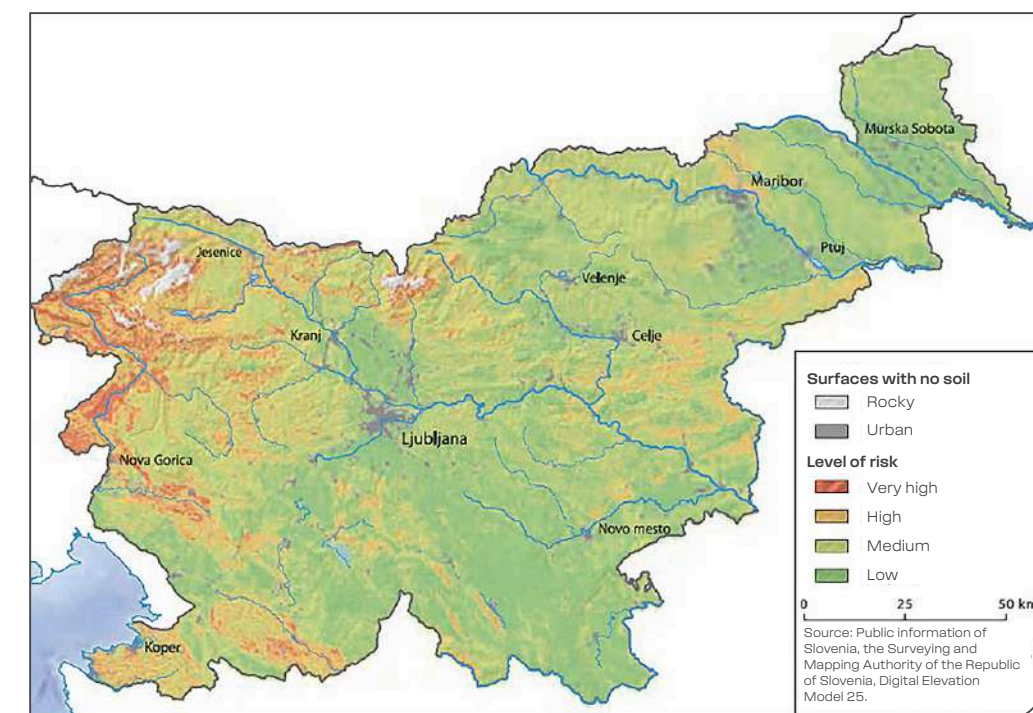 Murska Sobota
Maribor
Jesenice
Ptuj
Velenje
Kranj
Celje
Ljubljana
Nova Gorica
Novo mesto
Koper
Surfaces with no soil
Rocky
Urban
Level of risk
Very high
High
Medium
Low
0 25 50 km
Source: Public information of
Slovenia, the Surveying and
Mapping Authority of the Republic
of Slovenia, Digital Elevation
Model 25.